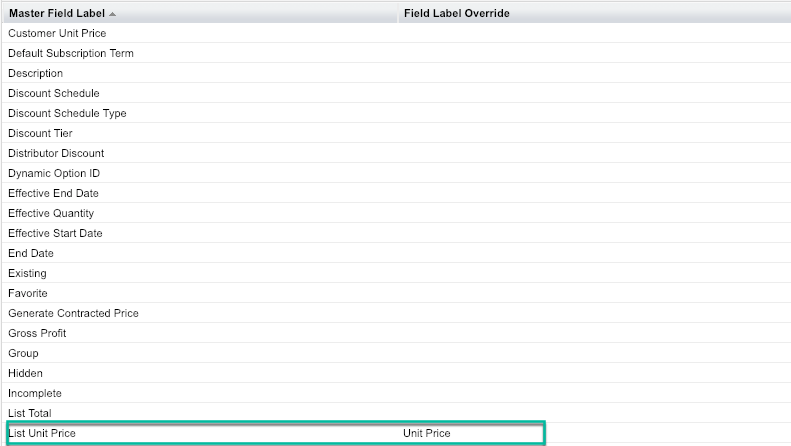 Master Field Label Field Label Override
Customer Unit Price
Default Subscription Term
Description
Discount Schedule
Discount Schedule Type
Discount Tier
Distributor Discount
Dynamic Option ID
Effective End Date
Effective Quantity
Effective Start Date
End Date
Existing
Favorite
Generate Contracted Price
Gross Profit
Group
Hidden
Incomplete
List Total
List Unit Price Unit Price